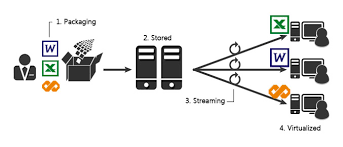 1. Packaging
2. Stored
W
X
3. Streaming
X
W
4. Virtualized